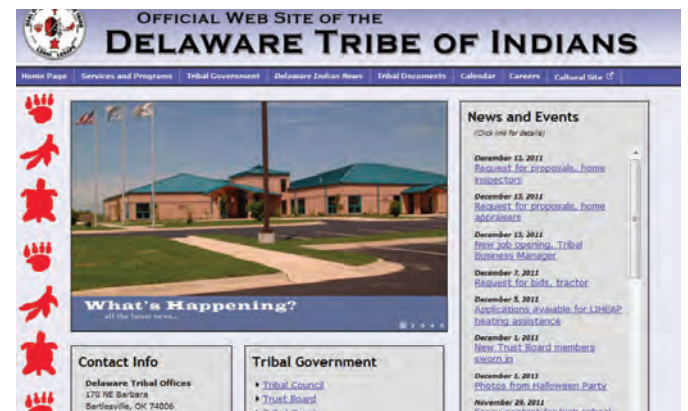 OFFICIAL WEB SITE OF THE
DELAWARE TRIBE OF INDIANS
Home Page Services and Programs Tribal Government Delaware Indian News Tribal Documents Calendar Careers Cultural Site
What's Happening?
all the latest news...
1 2 3 4 5
News and Events
(Click link for details)
December 13, 2011
Request for proposals, home
inspectors
December 13, 2011
Request for proposals, home
appraisers
December 13, 2011
New job opening, Tribal
Business Manager
December 7, 2011
Request for bids, tractor
December 5, 2011
Applications avaiable for LIHEAP
heating assistance
December 1, 2011
New Trust Board members
sworn in
December 1, 2011
Photos from Halloween Party
November 29, 2011
Contact Info
Delaware Tribal Offices
170 NE Barbara
Bartlesville, OK 74006
Tribal Government
Tribal Council
Trust Board